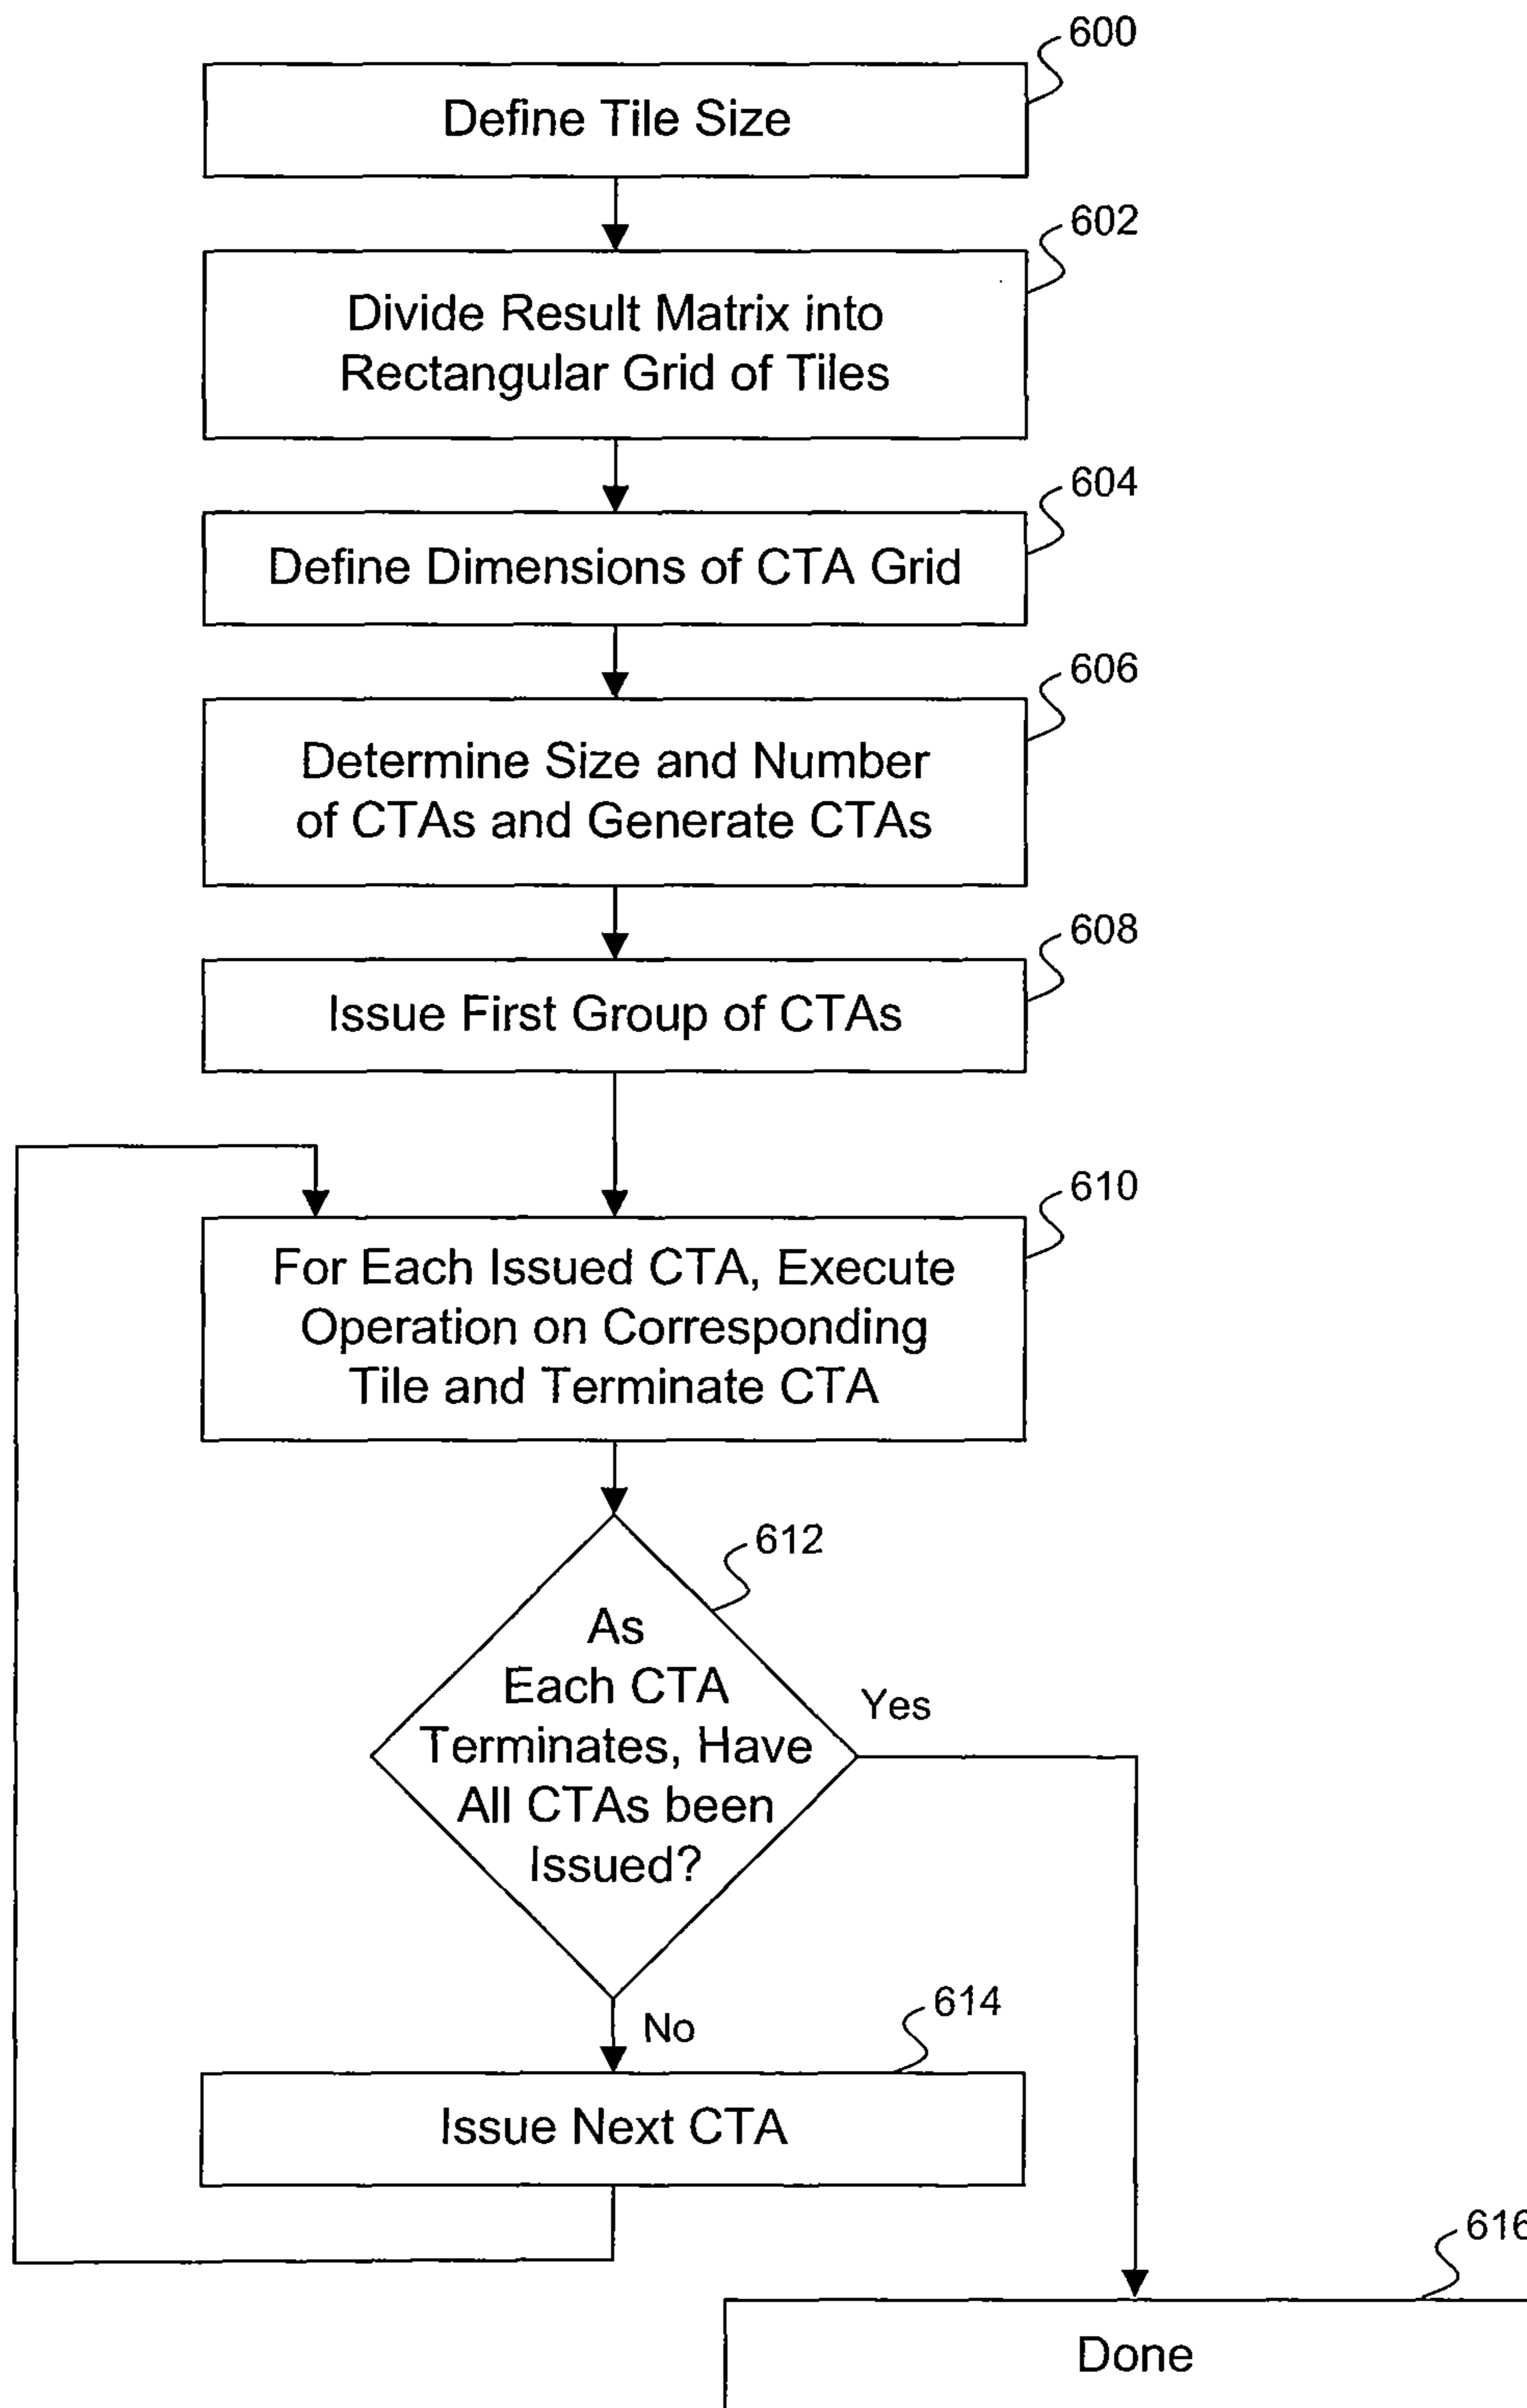 600
Define Tile Size
602
Divide Result Matrix into
Rectangular Grid of Tiles
604
Define Dimensions of CTA Grid
606
Determine Size and Number
of CTAs and Generate CTAs
608
Issue First Group of CTAs
610
For Each Issued CTA, Execute
Operation on Corresponding
Tile and Terminate CTA
612
As
Each CTA
Terminates, Have
All CTAs been
Issued?
Yes
No
614
Issue Next CTA
616
Done